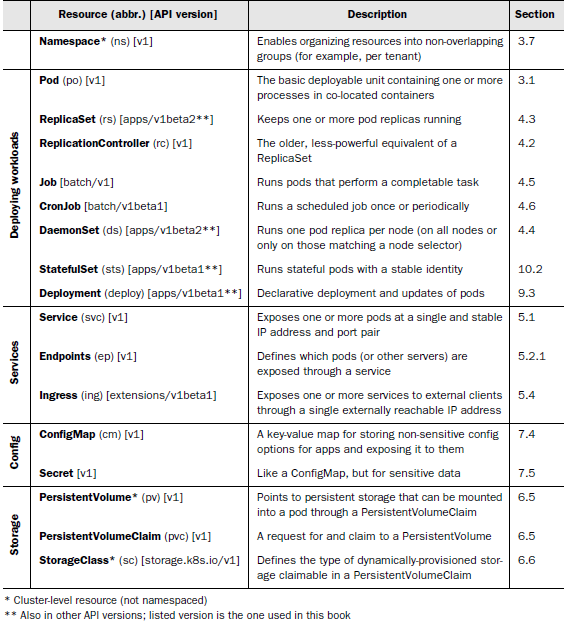 Resource (abbr.) [API version] Description Section
Namespace* (ns) [v1] Enables organizing resources into non-overlapping 3.7
groups (for example, per tenant)
Deploying workloads
Pod (po) [v1] The basic deployable unit containing one or more 3.1
processes in co-located containers
ReplicaSet (rs) [apps/v1beta2**] Keeps one or more pod replicas running 4.3
ReplicationController (rc) [v1] The older, less-powerful equivalent of a 4.2
ReplicaSet
Job [batch/v1] Runs pods that perform a completable task 4.5
CronJob [batch/v1beta1] Runs a scheduled job once or periodically 4.6
DaemonSet (ds) [apps/v1beta2**] Runs one pod replica per node (on all nodes or 4.4
only on those matching a node selector)
StatefulSet (sts) [apps/v1beta1**] Runs stateful pods with a stable identity 10.2
Deployment (deploy) [apps/v1beta1**] Declarative deployment and updates of pods 9.3
Services
Service (svc) [v1] Exposes one or more pods at a single and stable 5.1
IP address and port pair
Endpoints (ep) [v1] Defines which pods (or other servers) are 5.2.1
exposed through a service
Ingress (ing) [extensions/v1beta1] Exposes one or more services to external clients 5.4
through a single externally reachable IP address
Config
ConfigMap (cm) [v1] A key-value map for storing non-sensitive config 7.4
options for apps and exposing it to them
Secret [v1] Like a ConfigMap, but for sensitive data 7.5
Storage
PersistentVolume* (pv) [v1] Points to persistent storage that can be mounted 6.5
into a pod through a PersistentVolumeClaim
PersistentVolumeClaim (pvc) [v1] A request for and claim to a PersistentVolume 6.5
StorageClass* (sc) [storage.k8s.io/v1] Defines the type of dynamically-provisioned stor- 6.6
age claimable in a PersistentVolumeClaim
* Cluster-level resource (not namespaced)
** Also in other API versions; listed version is the one used in this book